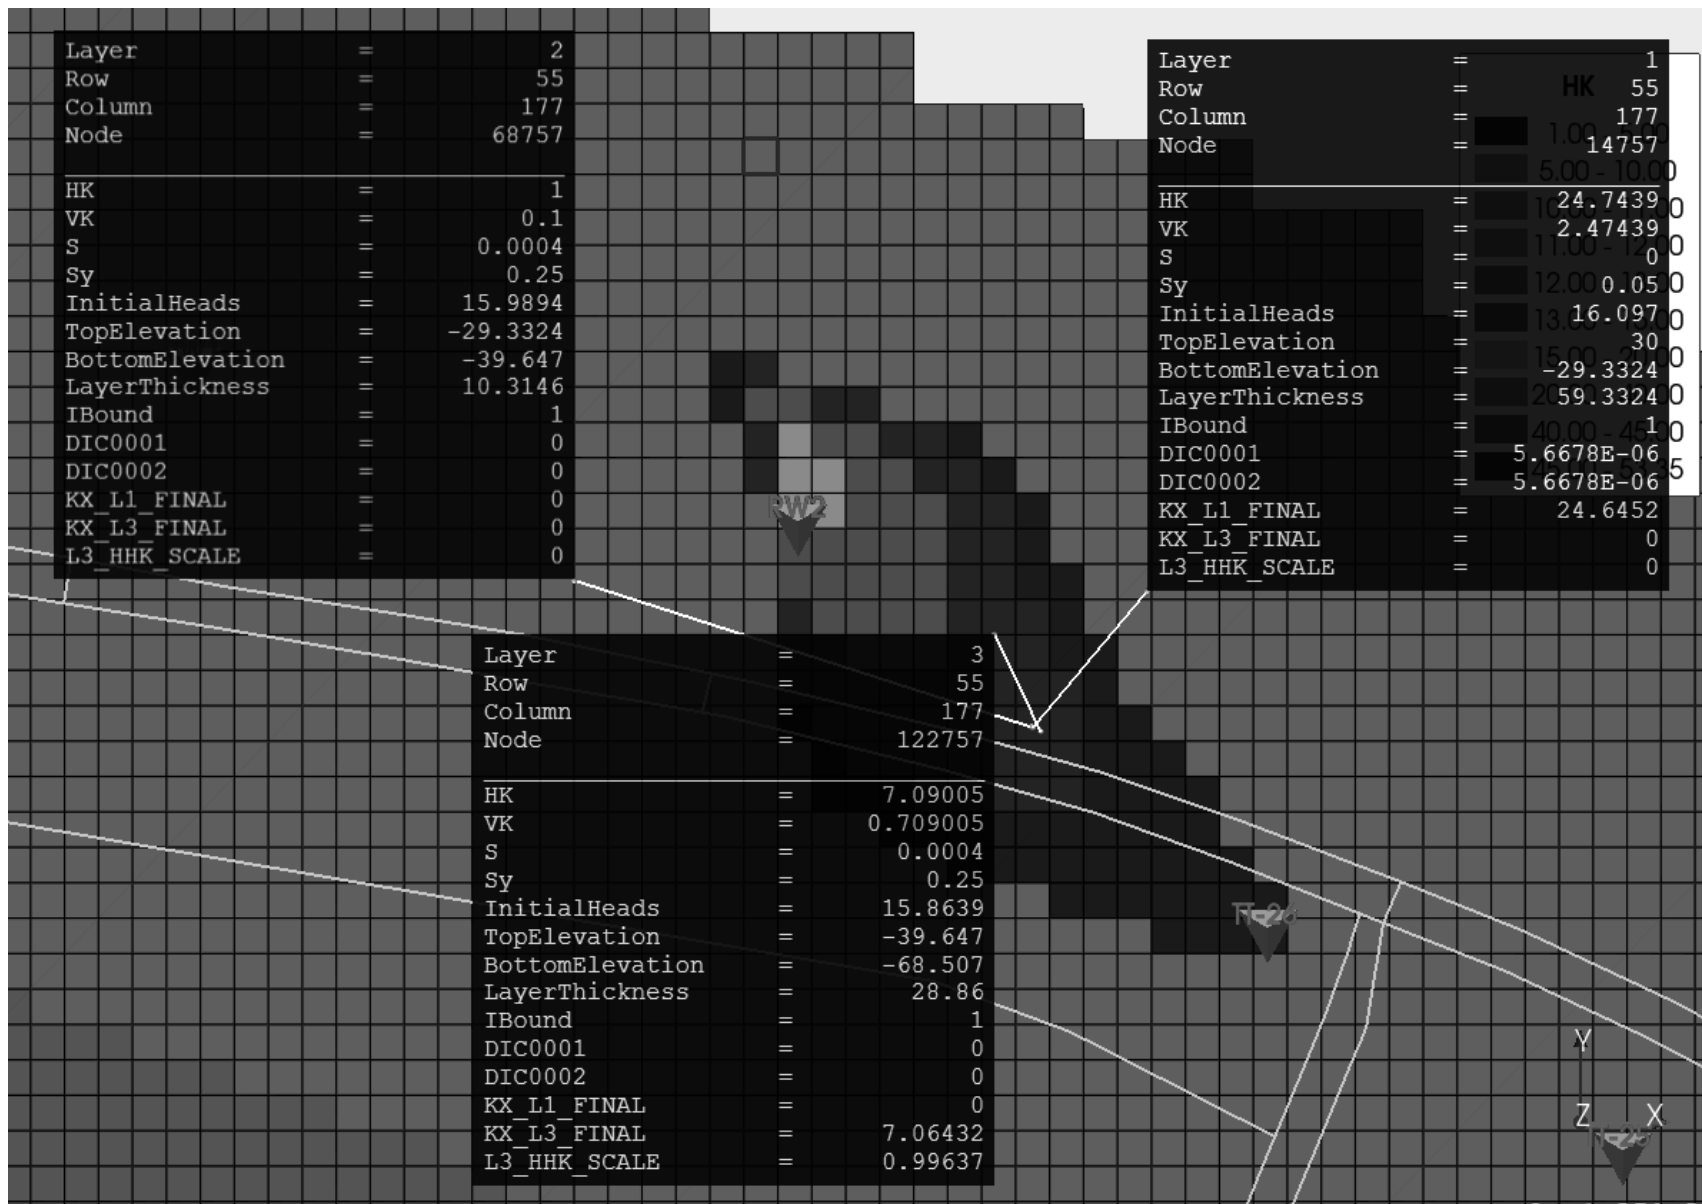 Layer = 2
Row = 55
Column = 177
Node = 68757
HK = 1
VK = 0.1
S = 0.0004
Sy = 0.25
InitialHeads = 15.9894
TopElevation = -29.3324
BottomElevation = -39.647
LayerThickness = 10.3146
IBound = 1
DIC0001 = 0
DIC0002 = 0
KX_L1_FINAL = 0
KX_L3_FINAL = 0
L3_HHK_SCALE = 0
Layer = 1
Row = 55
Column = 177
Node = 14757
HK = 24.7439
VK = 2.47439
S = 0
Sy = 0.05
InitialHeads = 16.097
TopElevation = 30
BottomElevation = -29.3324
LayerThickness = 59.3324
IBound = 1
DIC0001 = 5.6678E-06
DIC0002 = 5.6678E-06
KX_L1_FINAL = 24.6452
KX_L3_FINAL = 0
L3_HHK_SCALE = 0
HK
5.00 - 10.00
RW2
Layer = 3
Row = 55
Column = 177
Node = 122757
HK = 7.09005
VK = 0.709005
S = 0.0004
Sy = 0.25
InitialHeads = 15.8639
TopElevation = -39.647
BottomElevation = -68.507
LayerThickness = 28.86
IBound = 1
DIC0001 = 0
DIC0002 = 0
KX_L1_FINAL = 0
KX_L3_FINAL = 7.06432
L3_HHK_SCALE = 0.99637
TT-26
Y
Z
X